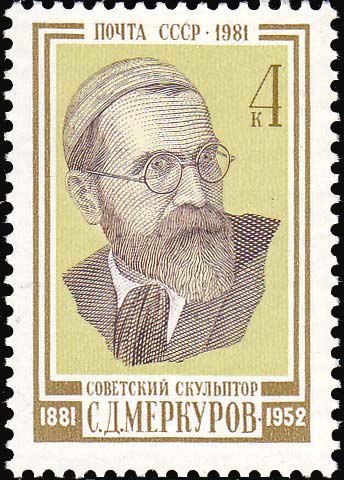 ПОЧТА СССР·1981
4
К
СОВЕТСКИЙ СКУЛЬПТОР
1881 С.Д.МЕРКУРОВ·1952